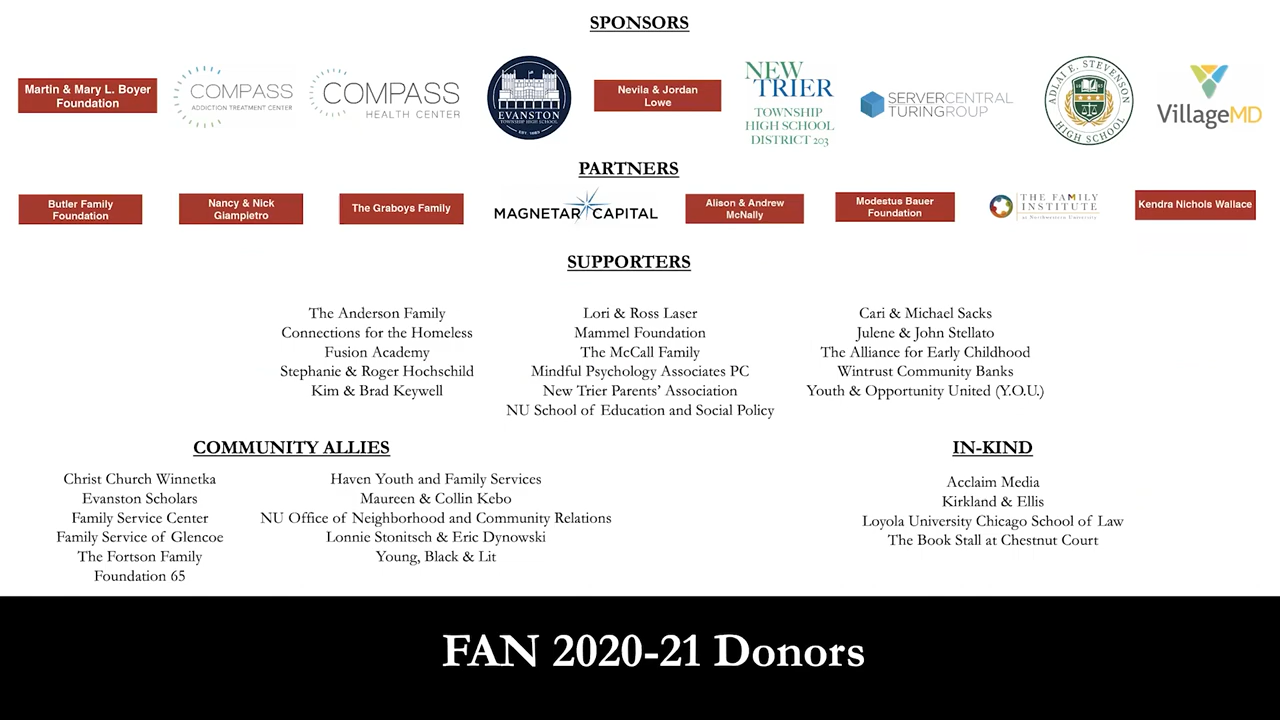 SPONSORS
Martin & Mary L. Boyer
Foundation
COMPASS
ADDICTION TREATMENT CENTER
COMPASS
HEALTH CENTER
EVANSTON
TOWNSHIP HIGH SCHOOL
EST. 1883
Nevila & Jordan
Lowe
NEW
TRIER
TOWNSHIP
HIGH SCHOOL
DISTRICT 203
SERVERCENTRAL
TURINGGROUP
ADLAI E. STEVENSON
HIGH SCHOOL
VillageMD
PARTNERS
Butler Family
Foundation
Nancy & Nick
Giampietro
The Graboys Family
MAGNETAR CAPITAL
Alison & Andrew
McNally
Modestus Bauer
Foundation
THE FAMILY
INSTITUTE
at Northwestern University
Kendra Nichols Wallace
SUPPORTERS
The Anderson Family
Connections for the Homeless
Fusion Academy
Stephanie & Roger Hochschild
Kim & Brad Keywell
Lori & Ross Laser
Mammel Foundation
The McCall Family
Mindful Psychology Associates PC
New Trier Parents’ Association
NU School of Education and Social Policy
Cari & Michael Sacks
Julene & John Stellato
The Alliance for Early Childhood
Wintrust Community Banks
Youth & Opportunity United (Y.O.U.)
COMMUNITY ALLIES
Christ Church Winnetka
Evanston Scholars
Family Service Center
Family Service of Glencoe
The Fortson Family
Foundation 65
Haven Youth and Family Services
Maureen & Collin Kebo
NU Office of Neighborhood and Community Relations
Lonnie Stonitsch & Eric Dynowski
Young, Black & Lit
IN-KIND
Acclaim Media
Kirkland & Ellis
Loyola University Chicago School of Law
The Book Stall at Chestnut Court
FAN 2020-21 Donors